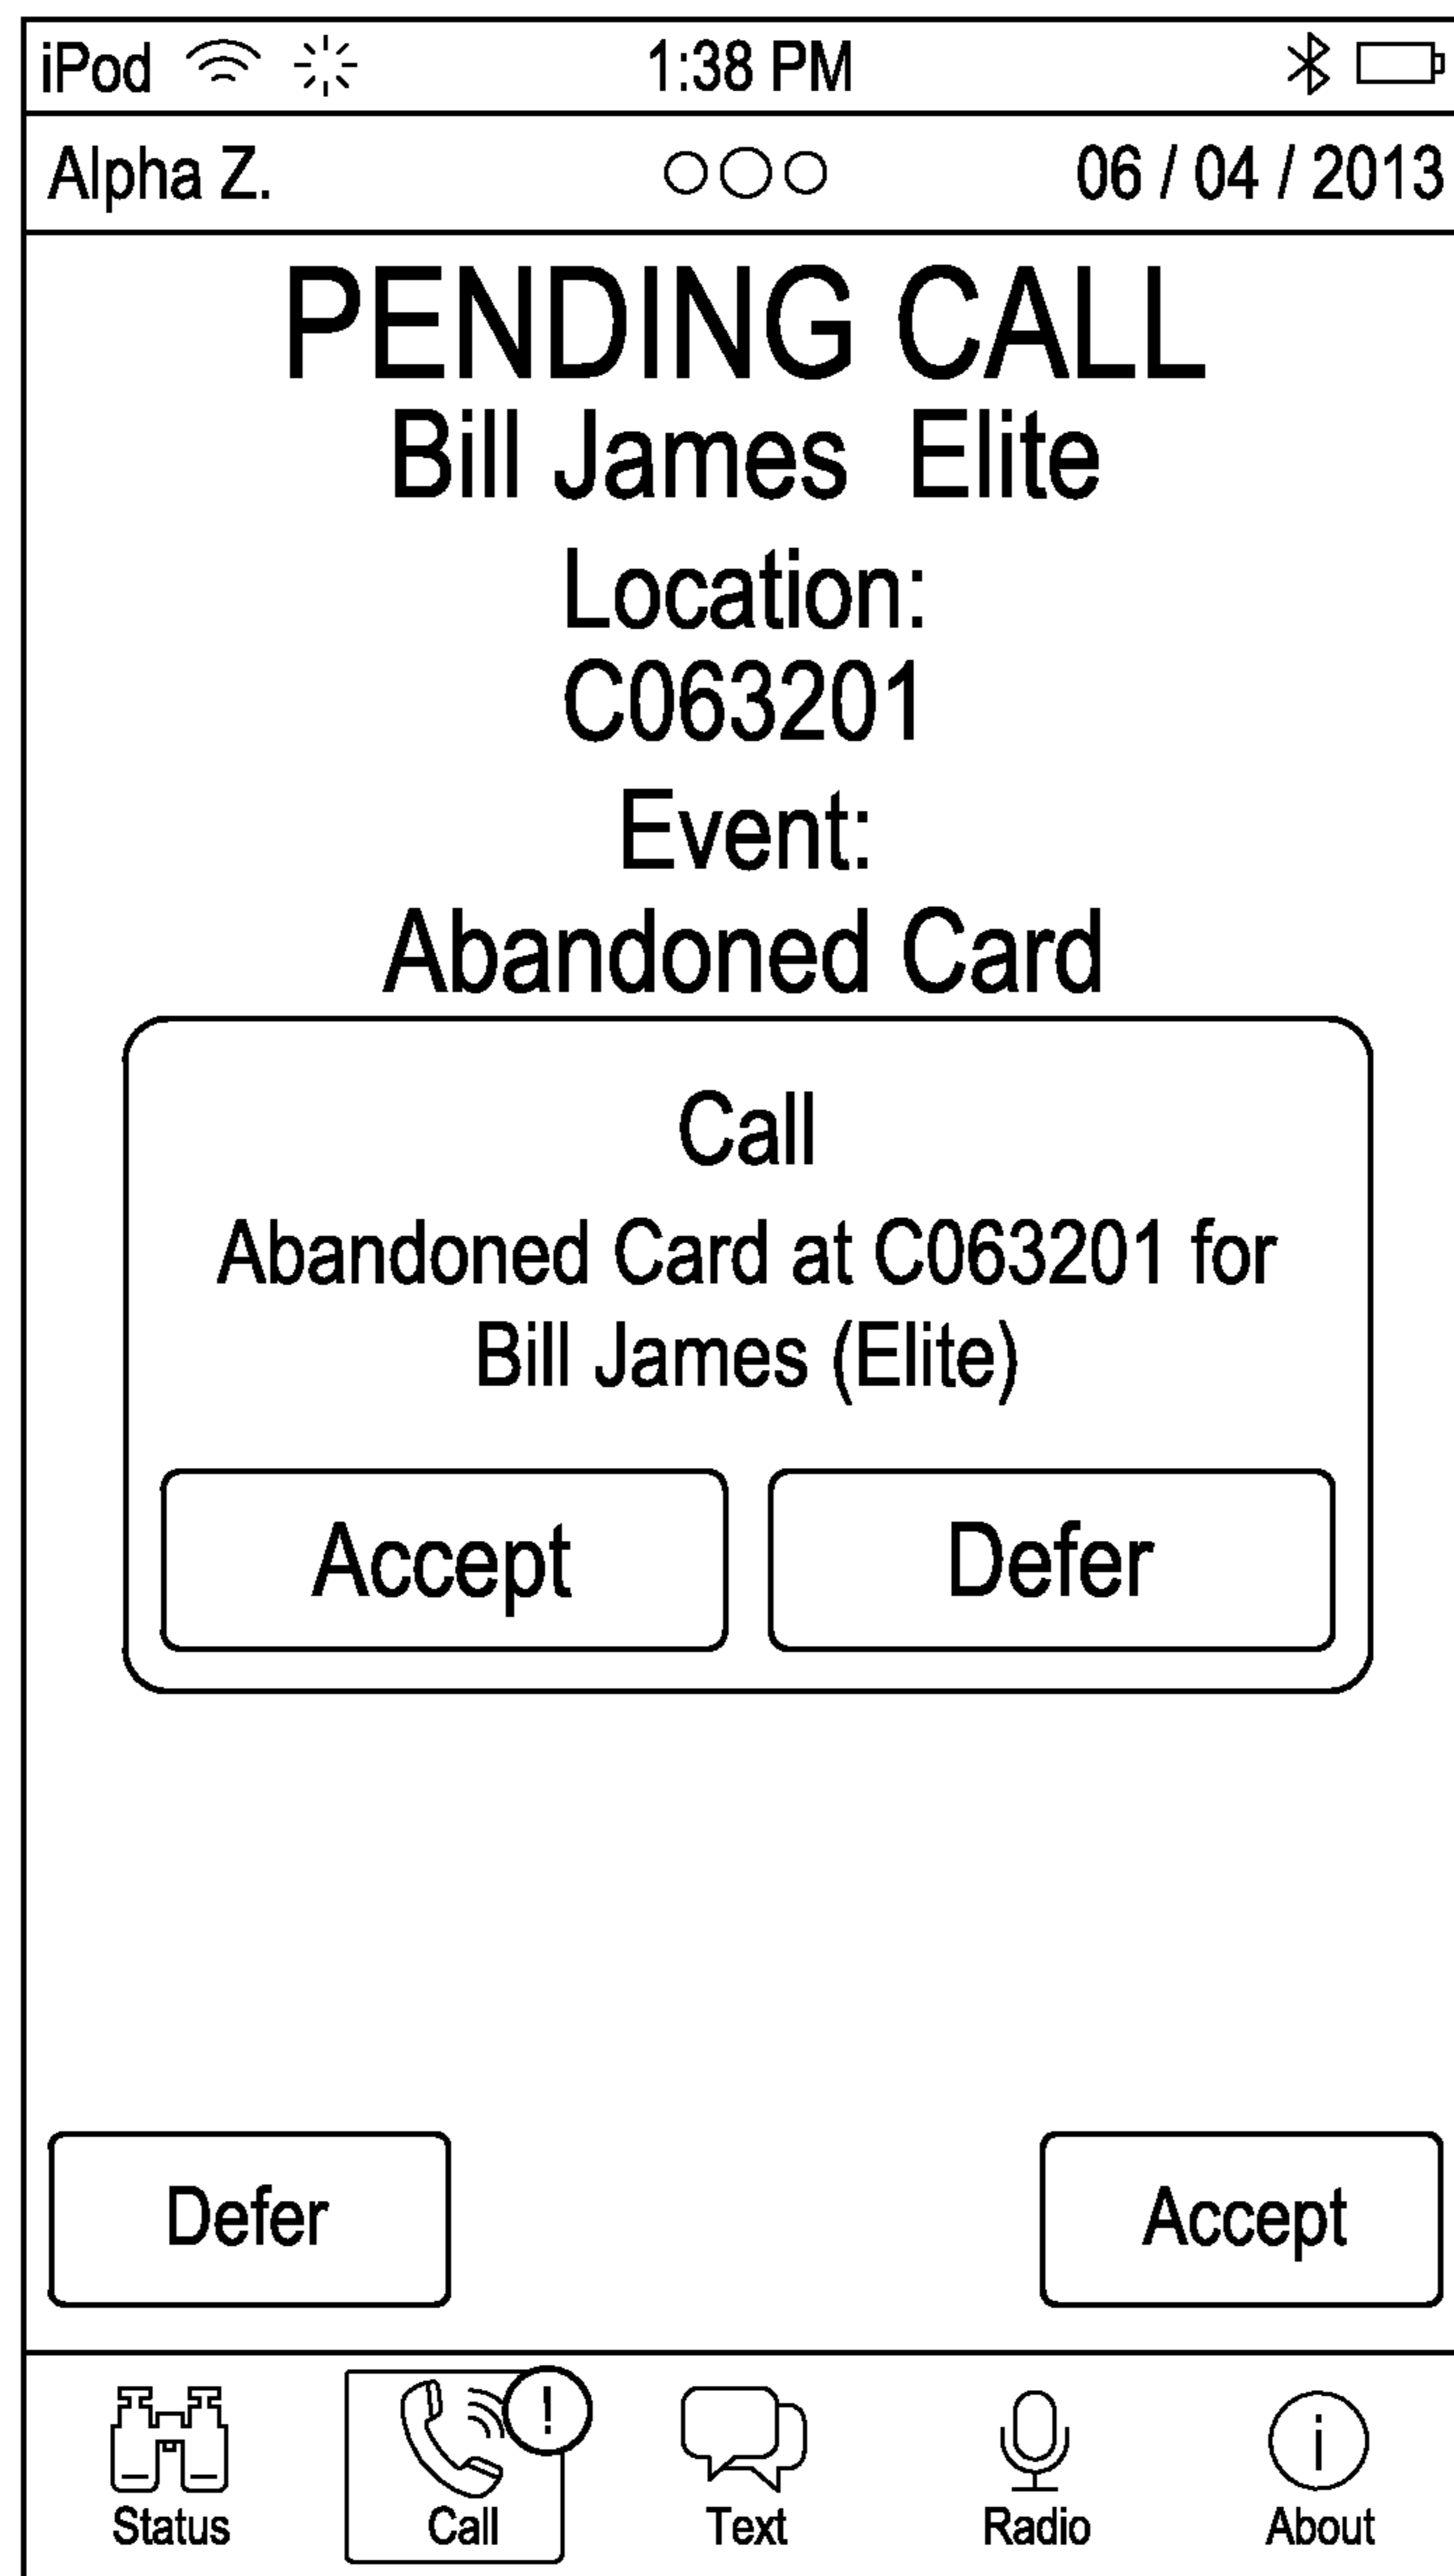 iPod 1:38 PM
Alpha Z. 06 / 04 / 2013
PENDING CALL
Bill James Elite
Location:
C063201
Event:
Abandoned Card
Call
Abandoned Card at C063201 for
Bill James (Elite)
Accept Defer
Defer Accept
!
i
Status Call Text Radio About